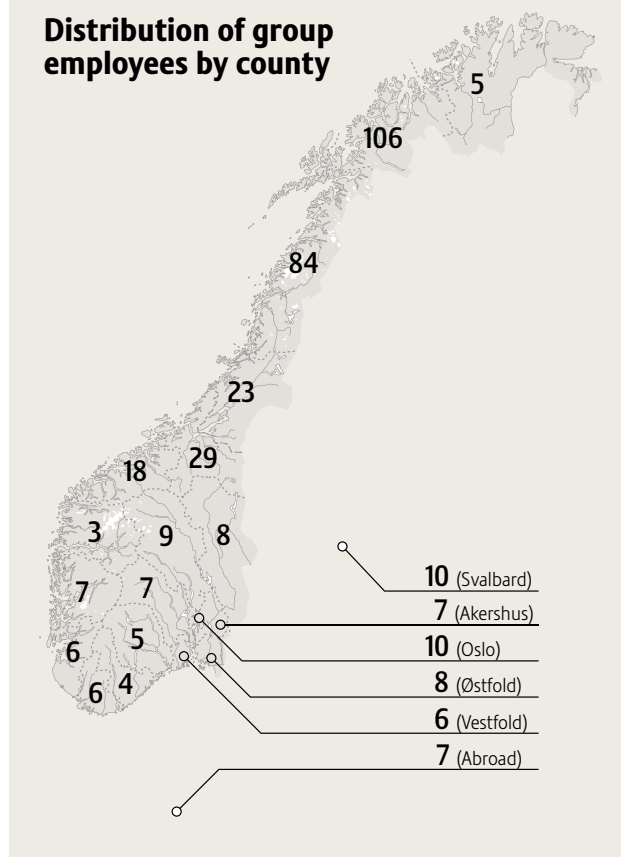 Distribution of group
employees by county
5
106
84
23
29
18
3
9
8
7
7
10 (Svalbard)
7 (Akershus)
5
10 (Oslo)
6
8 (Østfold)
6
4
6 (Vestfold)
7 (Abroad)